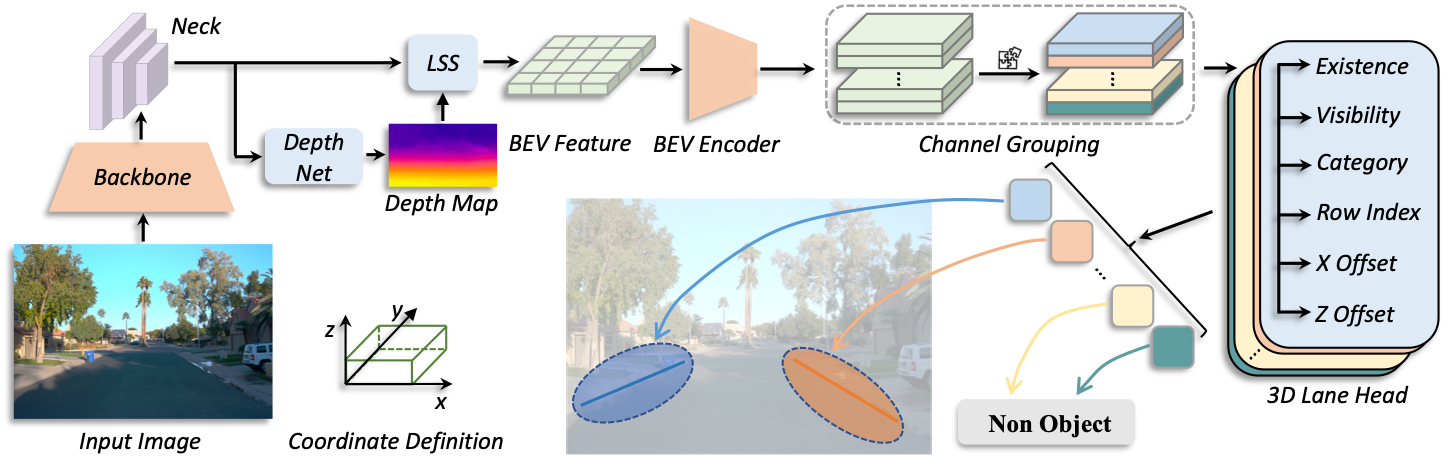 Neck
LSS
Depth
Net
Backbone
Depth Map
BEV Feature
BEV Encoder
Channel Grouping
Existence
Visibility
Category
Row Index
X Offset
Z Offset
3D Lane Head
Input Image
z
y
x
Coordinate Definition
Non Object